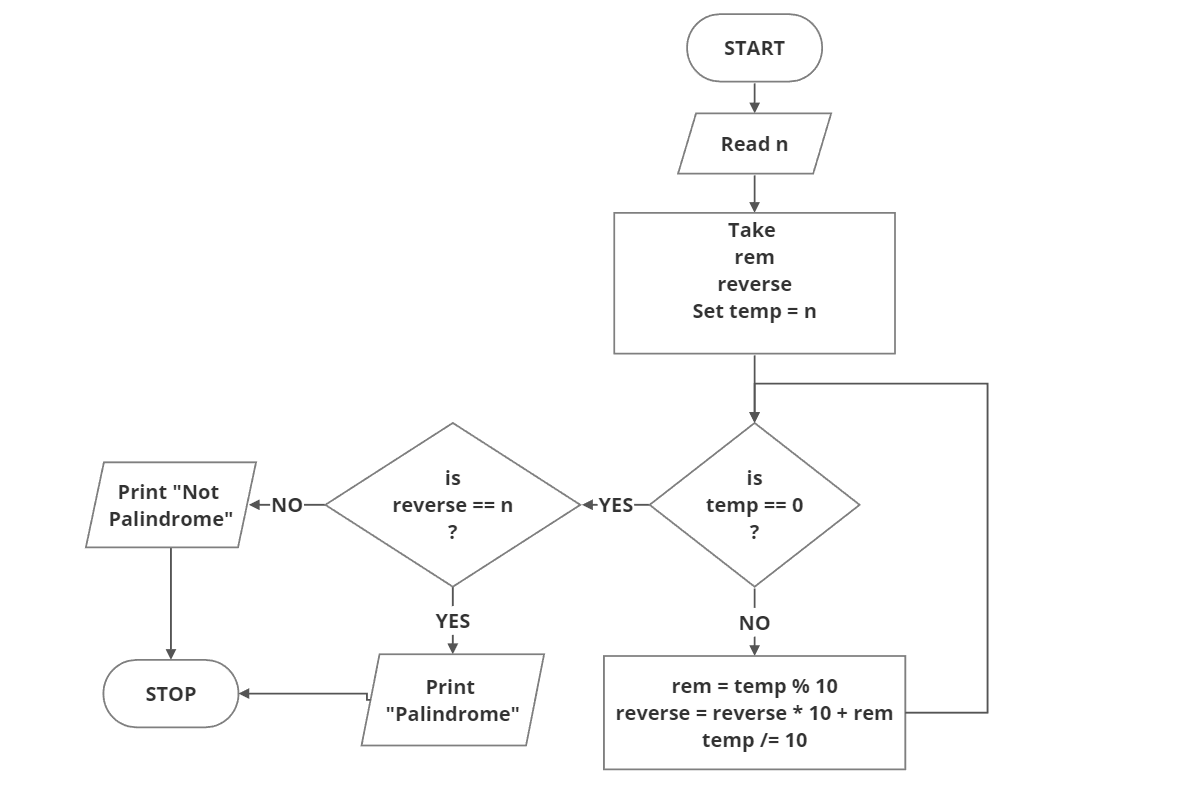 START
Read n
Take
rem
reverse
Set temp = n
is
temp == 0
?
YES
NO
rem = temp % 10
reverse = reverse * 10 + rem
temp /= 10
is
reverse == n
?
NO
YES
Print "Not
Palindrome"
Print
"Palindrome"
STOP